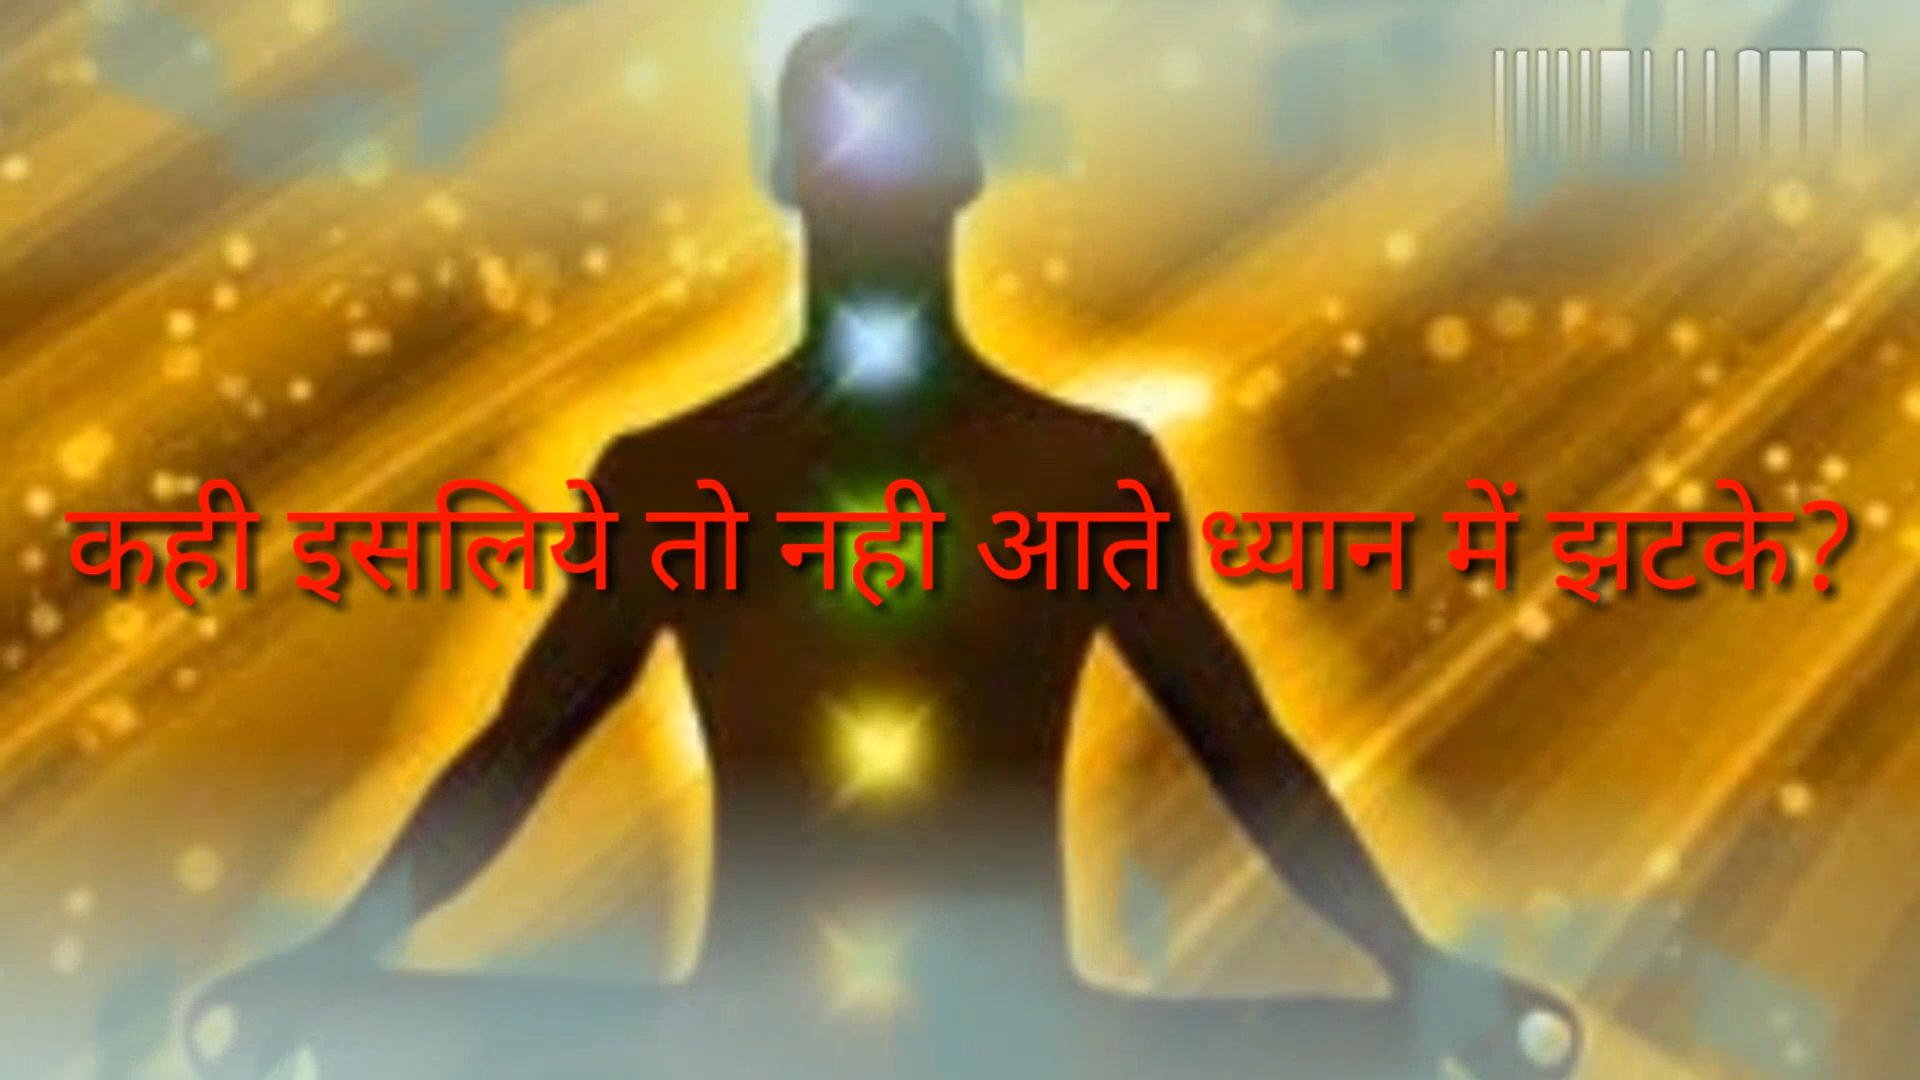 कही इसलिये तो नही आते ध्यान में झटके?